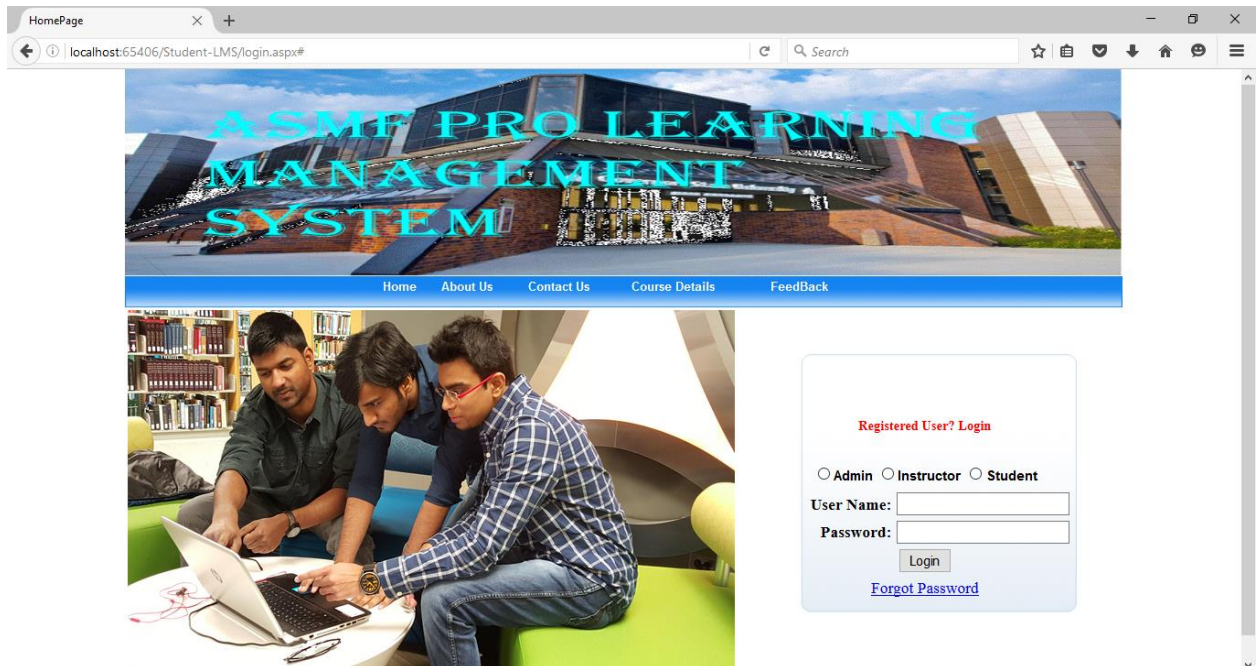 HomePage
localhost:65406/Student-LMS/login.aspx#
Search
ASMF PRO LEARNING
MANAGEMENT
SYSTEM
Home About Us Contact Us Course Details FeedBack
Registered User? Login
Admin Instructor Student
User Name:
Password:
Login
Forgot Password